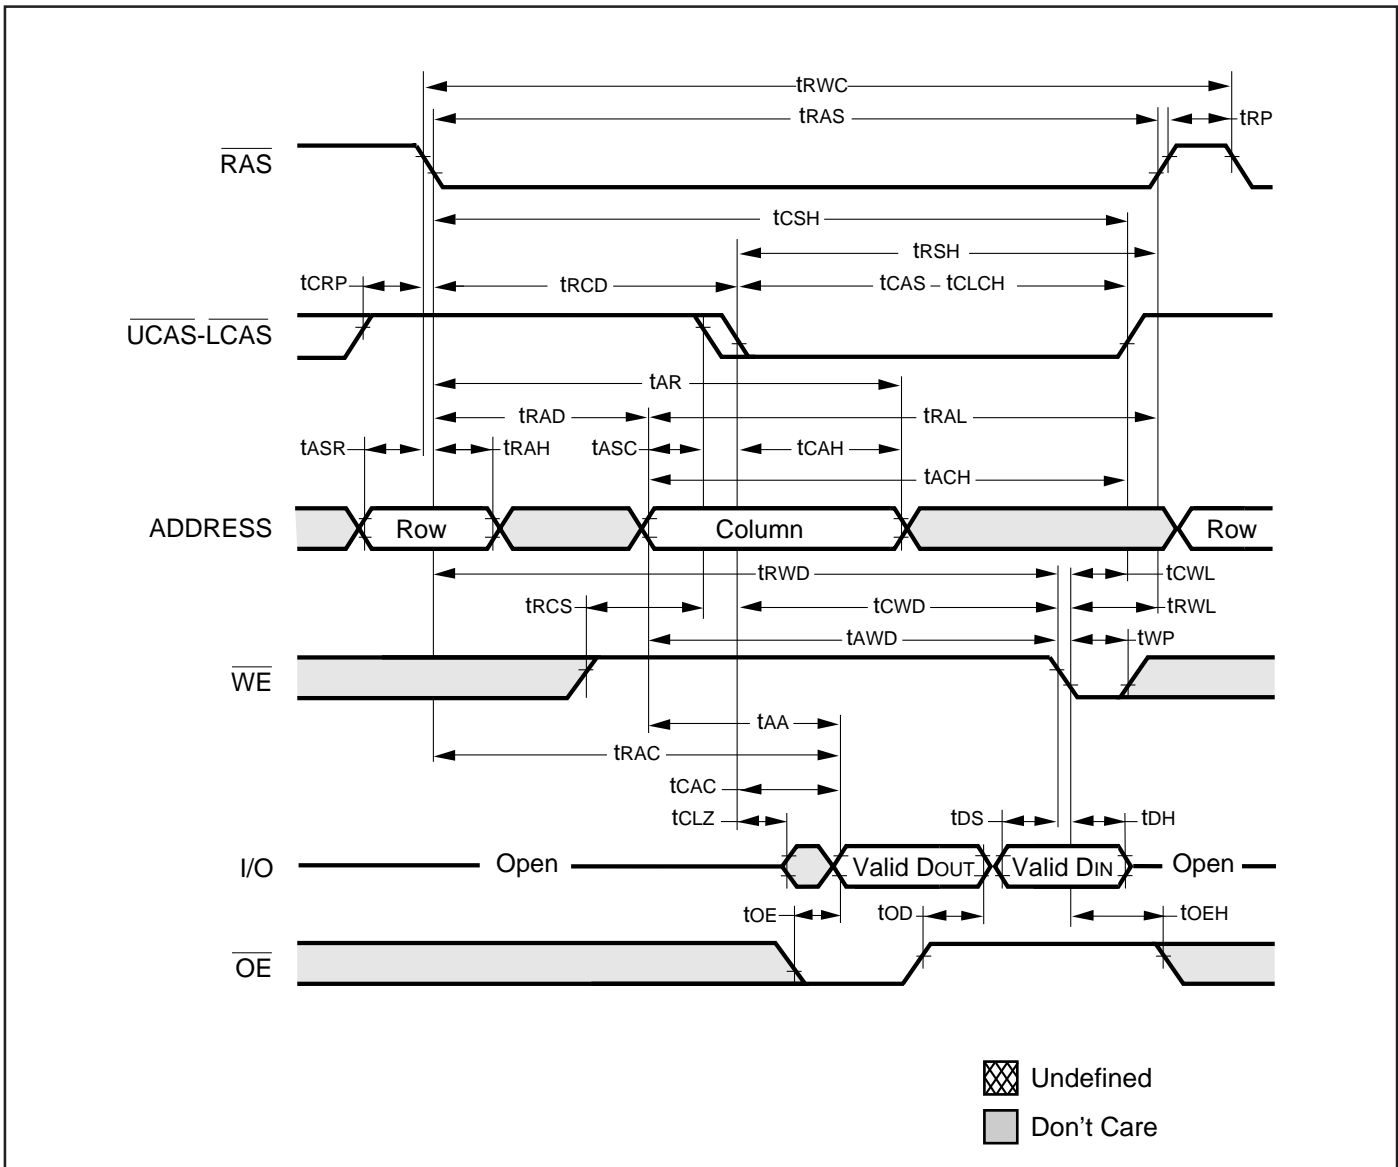 tRWC
tRAS
tRP
RAS
tCSH
tRSH
tCRP
tRCD
tCAS – tCLCH
UCAS-LCAS
tAR
tRAD
tRAL
tASR
tRAH
tASC
tCAH
tACH
ADDRESS
Row
Column
Row
tRWD
tCWL
tRCS
tCWD
tRWL
tAWD
tWP
WE
tAA
tRAC
tCAC
tCLZ
tDS
tDH
I/O
Open
Valid DOUT
Valid DIN
Open
tOE
tOD
tOEH
OE
Undefined
Don't Care